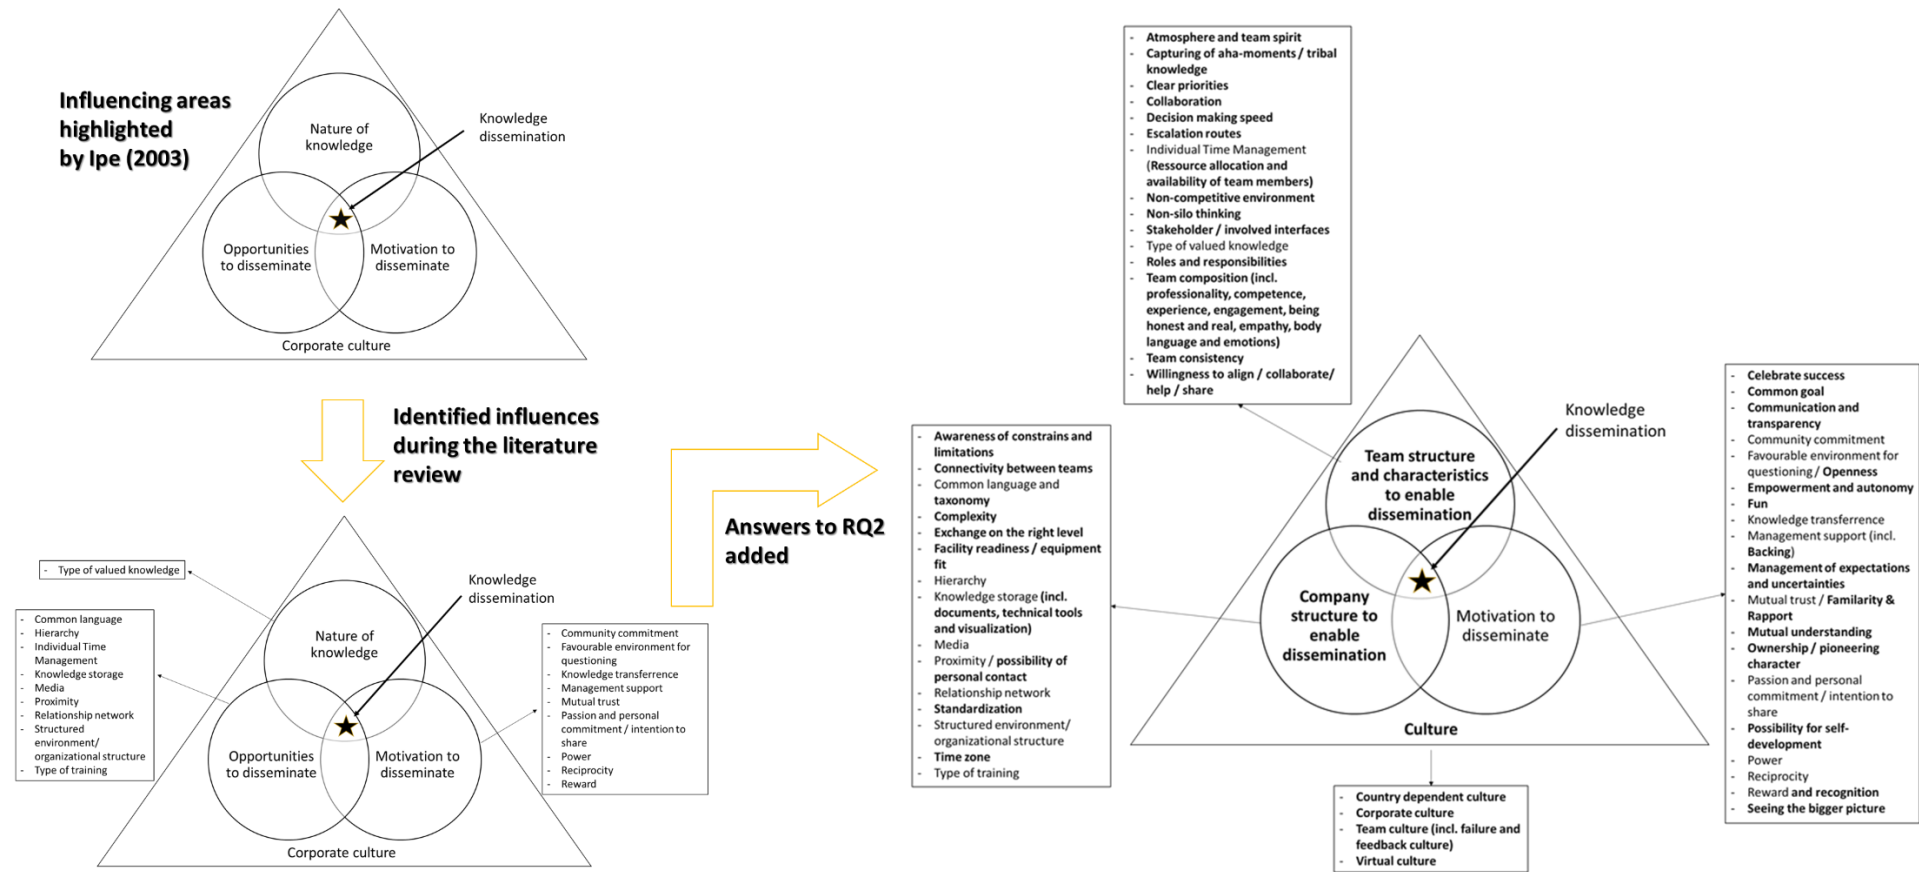 Influencing areas
highlighted
by Ipe (2003)
Nature of
knowledge
Knowledge
dissemination
Opportunities
to disseminate
Motivation to
disseminate
Corporate culture
Identified influences
during the literature
review
- Type of valued knowledge
- Common language
- Hierarchy
- Individual Time
Management
- Knowledge storage
- Media
- Proximity
- Relationship network
- Structured
environment/
organizational structure
- Type of training
Nature of
knowledge
Knowledge
dissemination
Opportunities
to disseminate
Motivation to
disseminate
Corporate culture
- Community commitment
- Favourable environment for
questioning
- Knowledge transferrence
- Management support
- Mutual trust
- Passion and personal
commitment / intention to
share
- Power
- Reciprocity
- Reward
Answers to RQ2
added
- Atmosphere and team spirit
- Capturing of aha-moments / tribal
knowledge
- Clear priorities
- Collaboration
- Decision making speed
- Escalation routes
- Individual Time Management
(Ressource allocation and
availability of team members)
- Non-competitive environment
- Non-silo thinking
- Stakeholder / involved interfaces
- Type of valued knowledge
- Roles and responsibilities
- Team composition (incl.
professionality, competence,
experience, engagement, being
honest and real, empathy, body
language and emotions)
- Team consistency
- Willingness to align / collaborate/
help / share
- Awareness of constrains and
limitations
- Connectivity between teams
- Common language and
taxonomy
- Complexity
- Exchange on the right level
- Facility readiness / equipment
fit
- Hierarchy
- Knowledge storage (incl.
documents, technical tools
and visualization)
- Media
- Proximity / possibility of
personal contact
- Relationship network
- Standardization
- Structured environment/
organizational structure
- Time zone
- Type of training
Team structure
and characteristics
to enable
dissemination
Knowledge
dissemination
Company
structure to
enable
dissemination
Motivation to
disseminate
Culture
- Celebrate success
- Common goal
- Communication and
transparency
- Community commitment
- Favourable environment for
questioning / Openness
- Empowerment and autonomy
- Fun
- Knowledge transferrence
- Management support (incl.
Backing)
- Management of expectations
and uncertainties
- Mutual trust / Familarity &
Rapport
- Mutual understanding
- Ownership / pioneering
character
- Passion and personal
commitment / intention to
share
- Possibility for self-
development
- Power
- Reciprocity
- Reward and recognition
- Seeing the bigger picture
- Country dependent culture
- Corporate culture
- Team culture (incl. failure and
feedback culture)
- Virtual culture